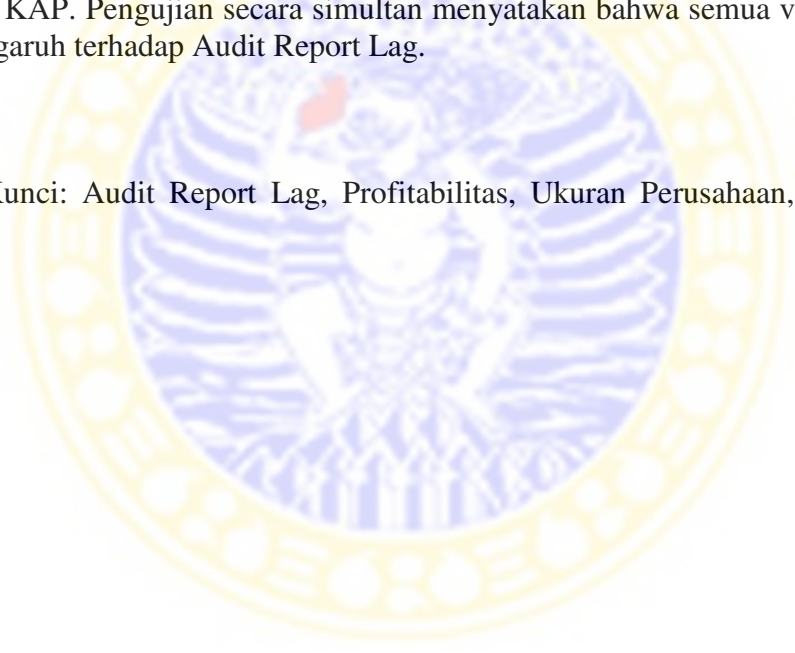 KAP. Pengujian secara simultan menyatakan bahwa semua v
garuh terhadap Audit Report Lag.
unci: Audit Report Lag, Profitabilitas, Ukuran Perusahaan,